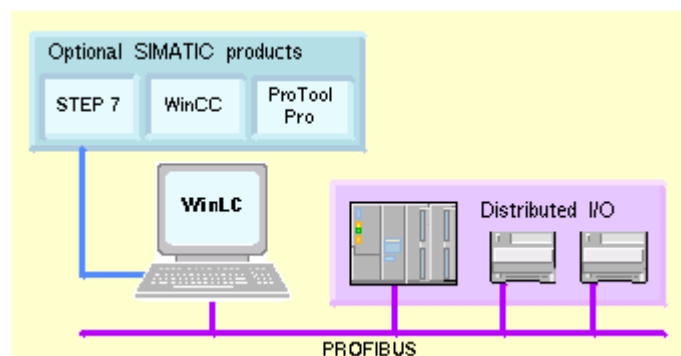 Optional SIMATIC products
STEP 7
WinCC
ProTool
Pro
WinLC
Distributed I/O
PROFIBUS